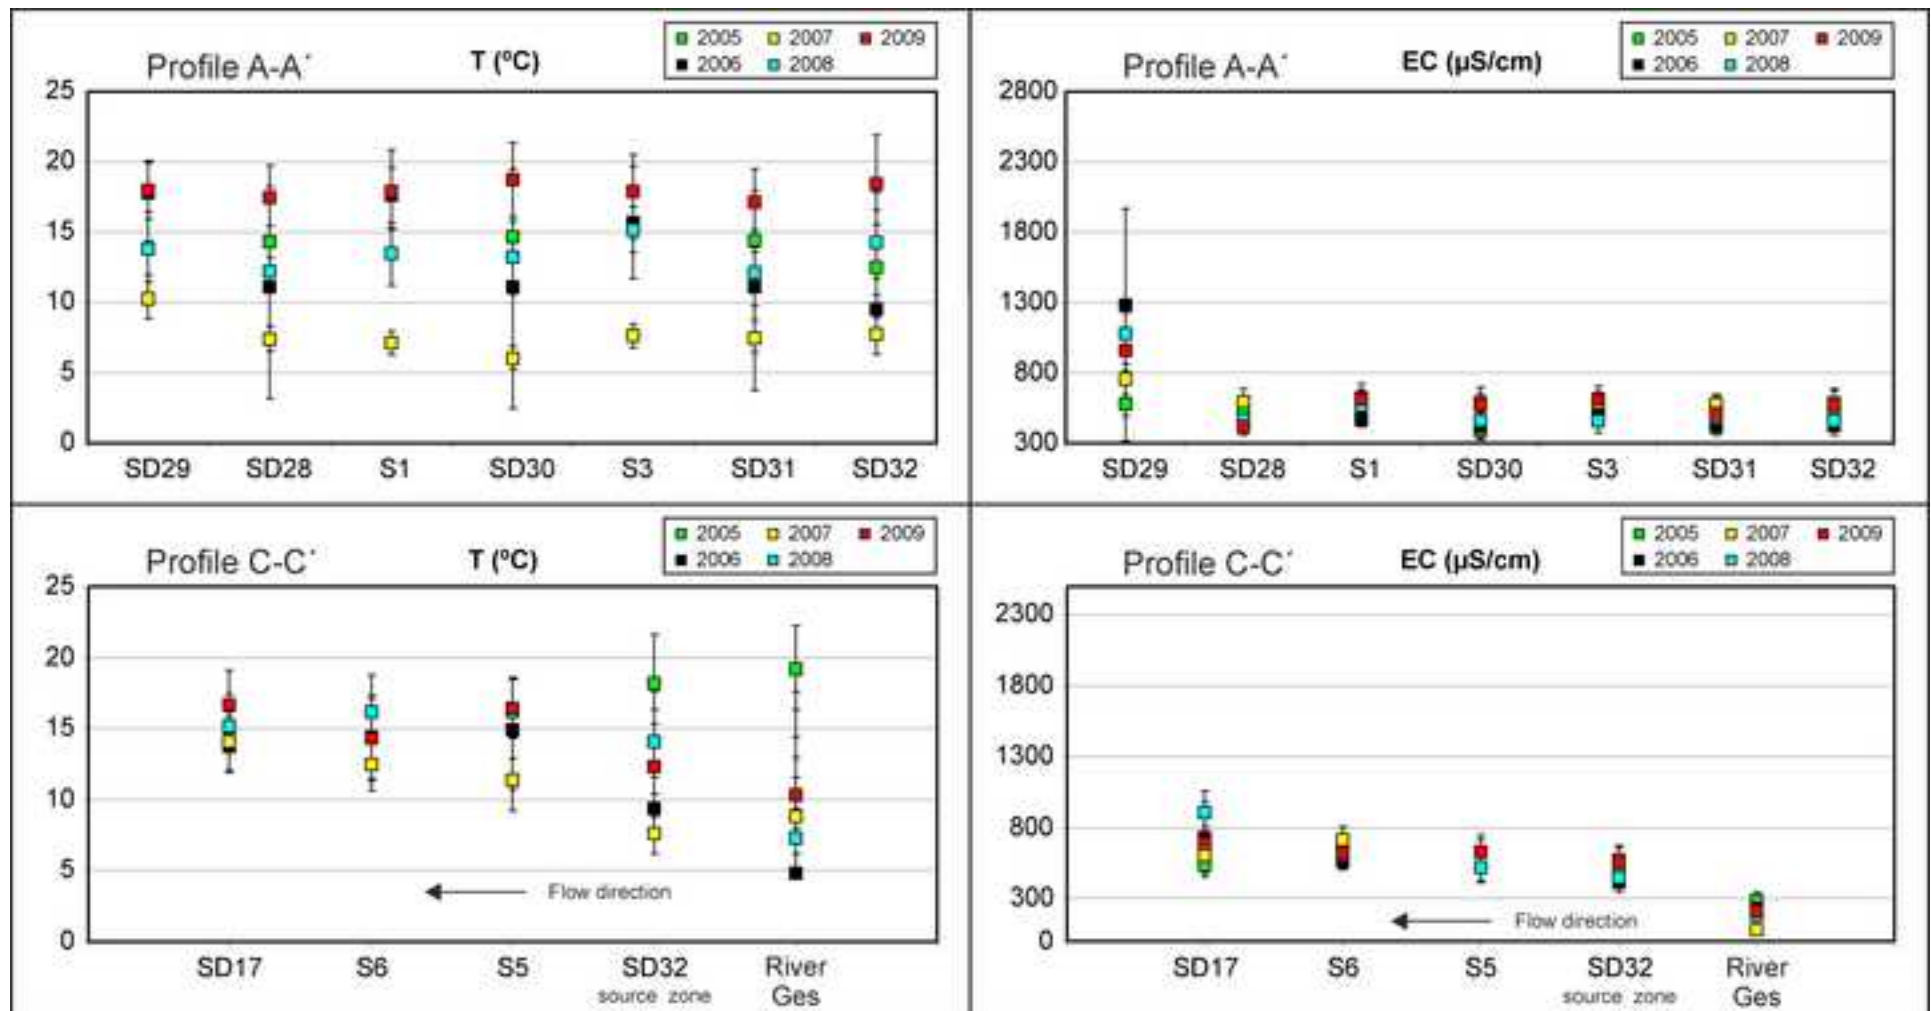 Profile A-A´ T (ºC)
2005 2007 2009
2006 2008
25
20
15
10
5
0
SD29 SD28 S1 SD30 S3 SD31 SD32
Profile A-A´ EC (µS/cm)
2005 2007 2009
2006 2008
2800
2300
1800
1300
800
300
SD29 SD28 S1 SD30 S3 SD31 SD32
Profile C-C´ T (ºC)
2005 2007 2009
2006 2008
25
20
15
10
5
0
Flow direction
SD17 S6 S5 SD32 River
source zone Ges
Profile C-C´ EC (µS/cm)
2005 2007 2009
2006 2008
2300
1800
1300
800
300
0
Flow direction
SD17 S6 S5 SD32 River
source zone Ges